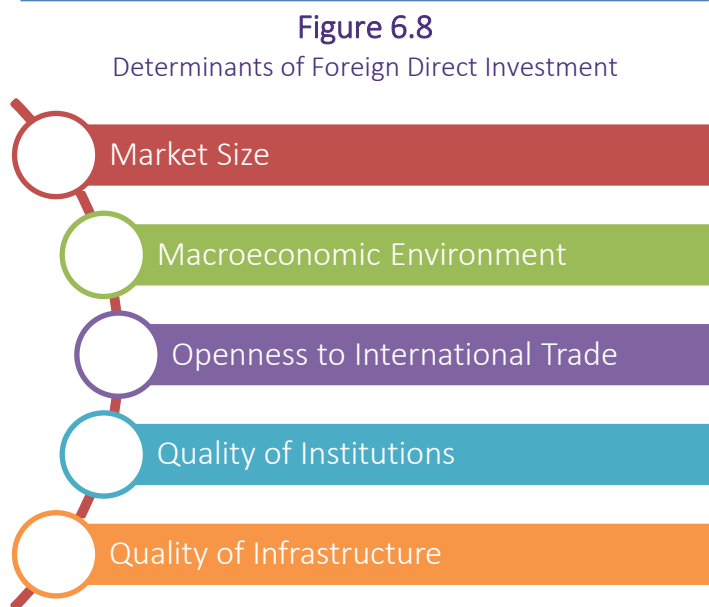 Figure 6.8
Determinants of Foreign Direct Investment
Market Size
Macroeconomic Environment
Openness to International Trade
Quality of Institutions
Quality of Infrastructure